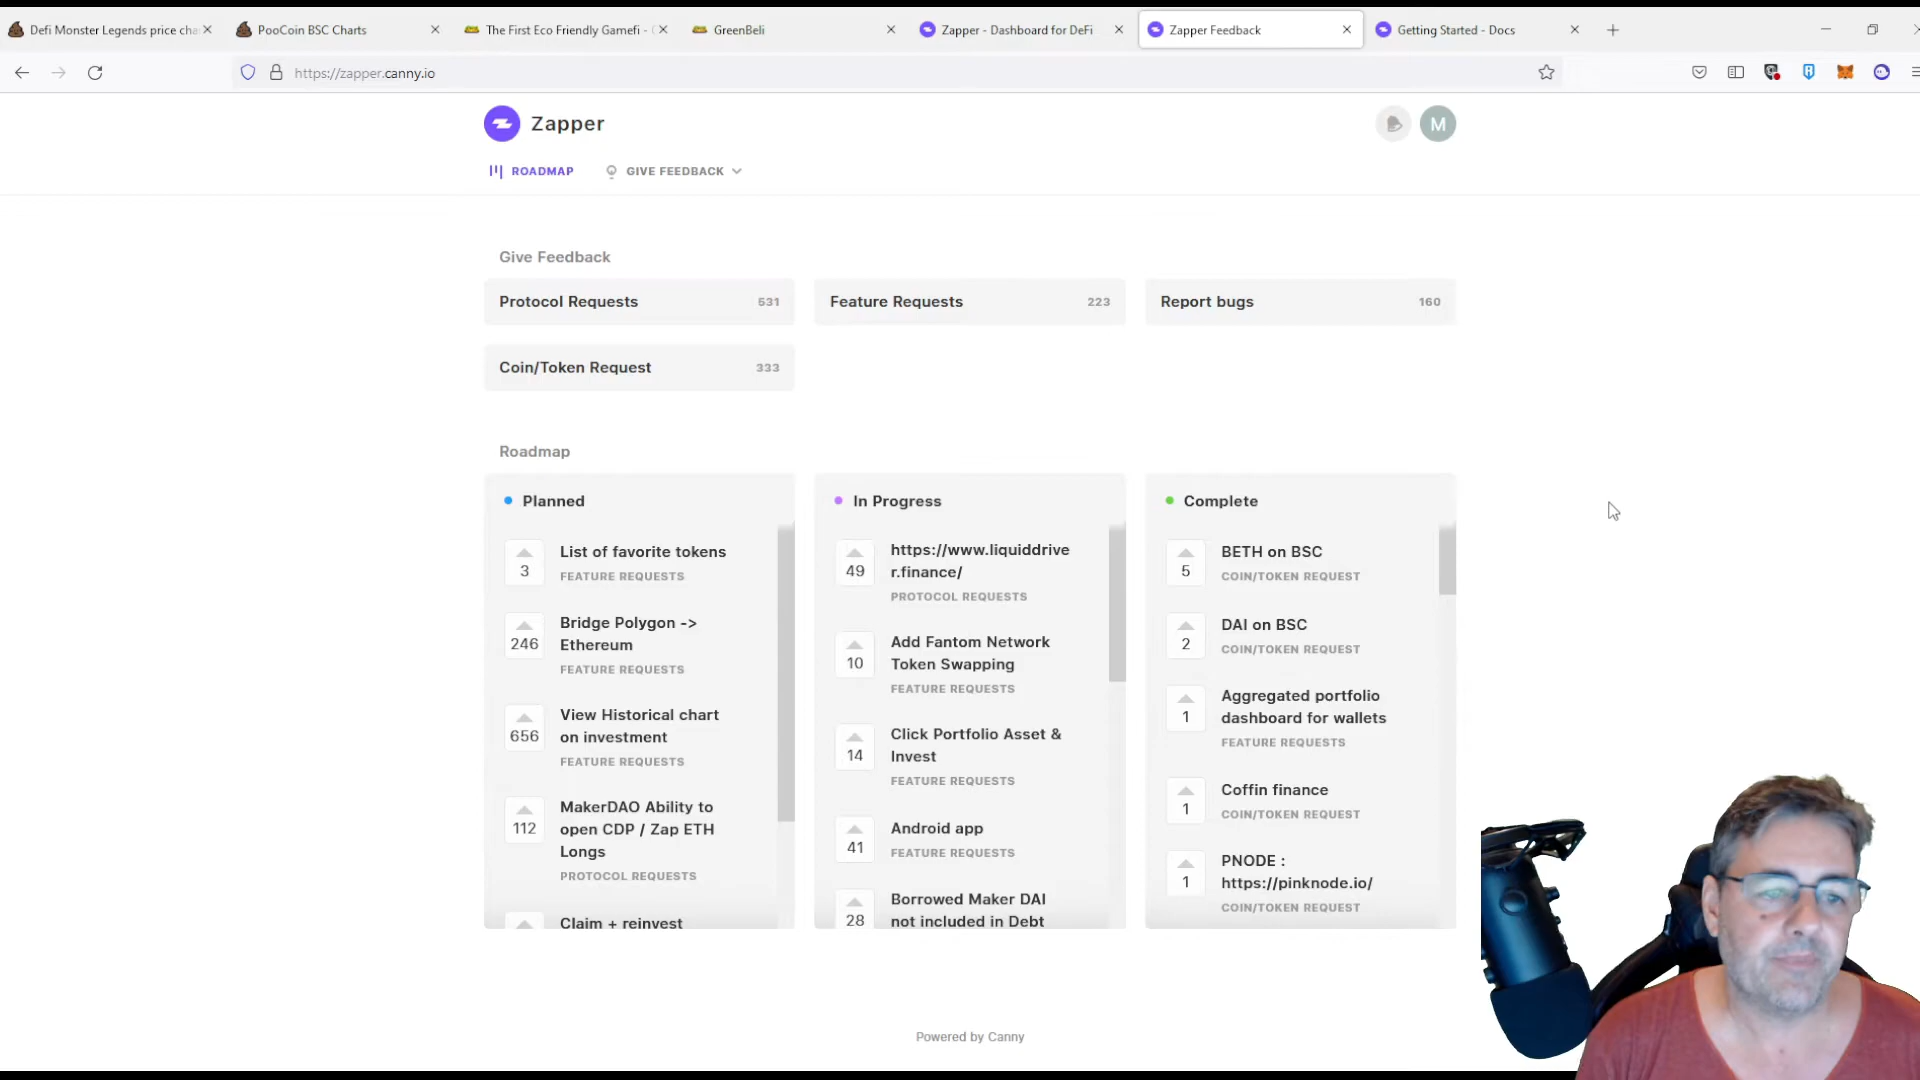 Defi Monster Legends price cha
PooCoin BSC Charts
The First Eco Friendly Gamefi -
GreenBeli
Zapper - Dashboard for DeFi
Zapper Feedback
Getting Started - Docs
https://zapper.canny.io
Zapper
M
ROADMAP
GIVE FEEDBACK
Give Feedback
Protocol Requests 531
Feature Requests 223
Report bugs 160
Coin/Token Request 333
Roadmap
Planned
List of favorite tokens
3
FEATURE REQUESTS
Bridge Polygon ->
246
Ethereum
FEATURE REQUESTS
View Historical chart
656
on investment
FEATURE REQUESTS
MakerDAO Ability to
112
open CDP / Zap ETH
Longs
PROTOCOL REQUESTS
Claim + reinvest
In Progress
https://www.liquiddrive
49
r.finance/
PROTOCOL REQUESTS
Add Fantom Network
10
Token Swapping
FEATURE REQUESTS
Click Portfolio Asset &
14
Invest
FEATURE REQUESTS
Android app
41
FEATURE REQUESTS
Borrowed Maker DAI
28
not included in Debt
Complete
BETH on BSC
5
COIN/TOKEN REQUEST
DAI on BSC
2
COIN/TOKEN REQUEST
Aggregated portfolio
1
dashboard for wallets
FEATURE REQUESTS
Coffin finance
1
COIN/TOKEN REQUEST
PNODE :
1
https://pinknode.io/
COIN/TOKEN REQUEST
Powered by Canny